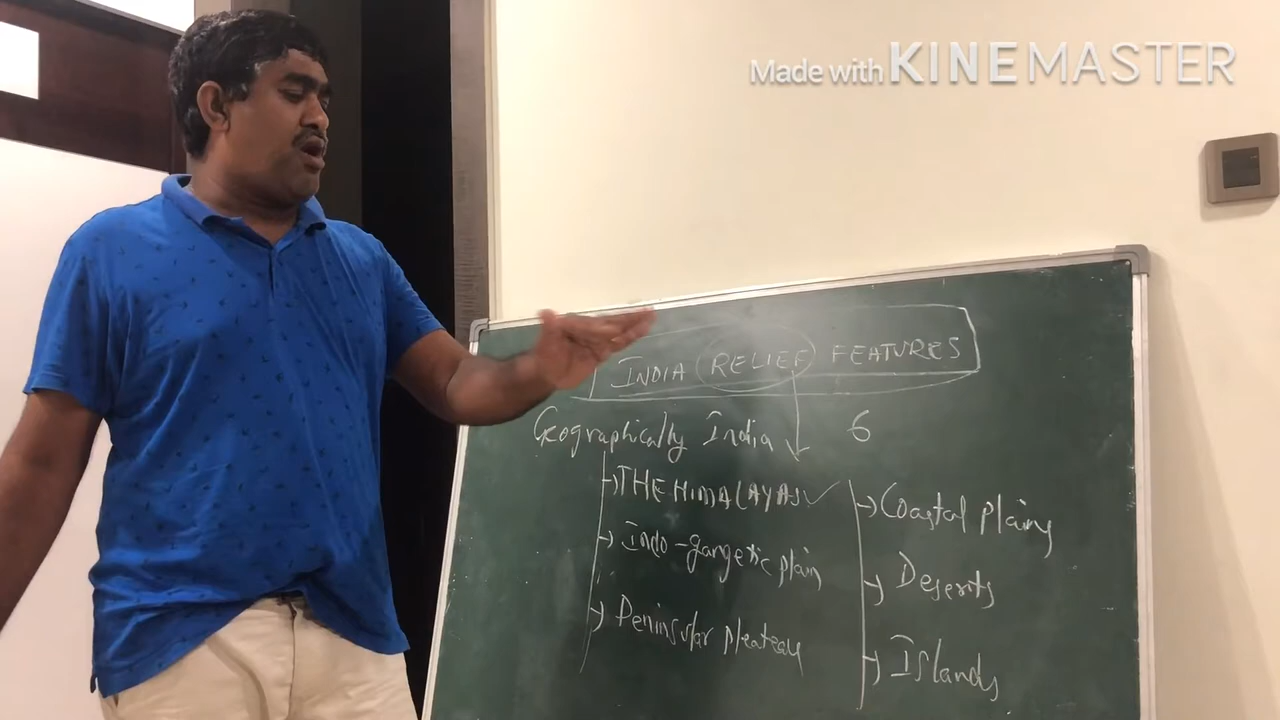 Made with KINEMASTER
INDIA RELIEF FEATURES
Geographically India 6
THE HIMALAYAS
Indo-gangetic plain
Peninsular pleateau
Coastal plains
Deserts
Islands